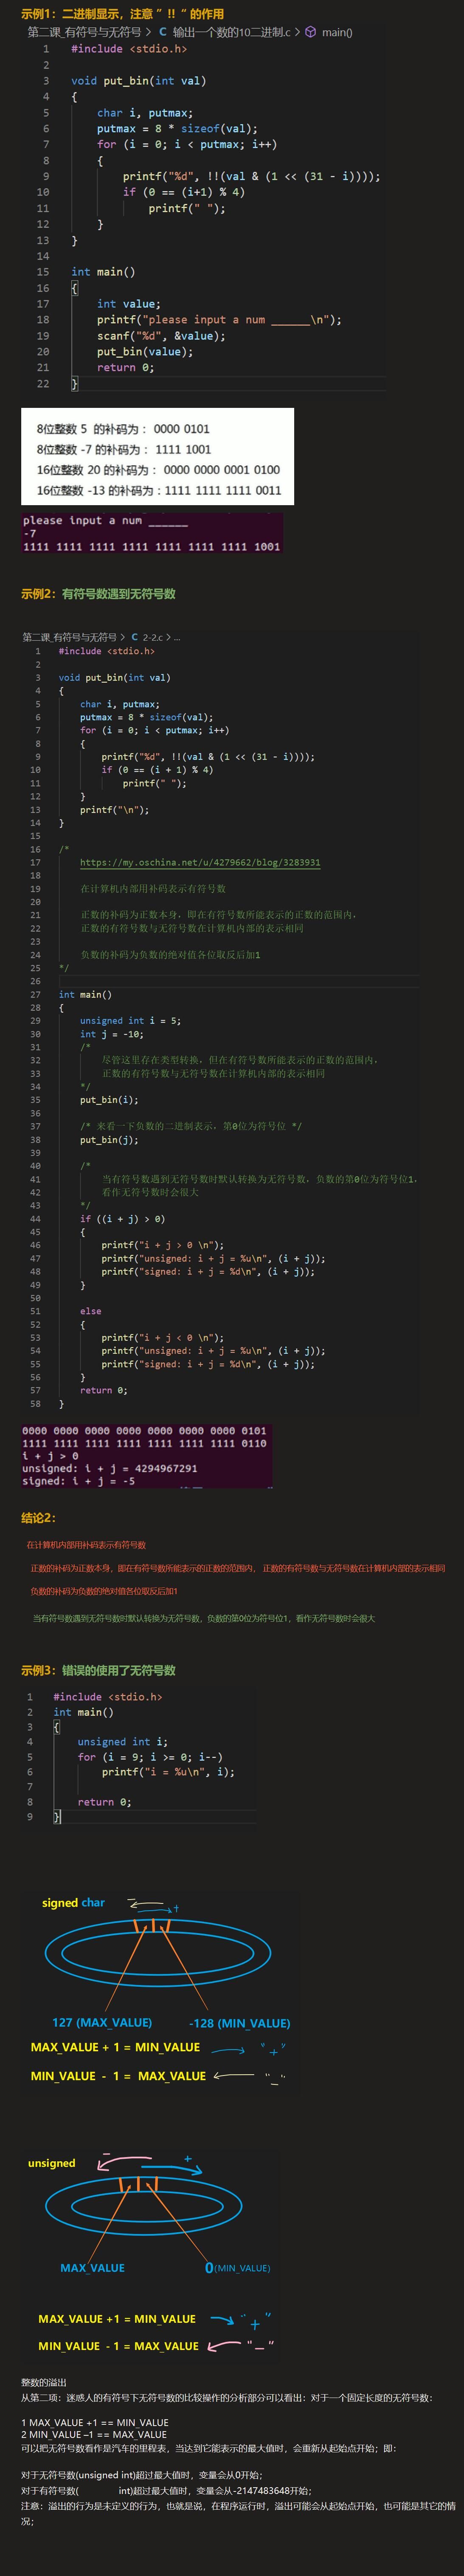 示例1：二进制显示，注意 ” !! “ 的作用
第二课_有符号与无符号 > C 输出一个数的10二进制.c > main()
1 #include <stdio.h>
2
3 void put_bin(int val)
4 {
5 char i, putmax;
6 putmax = 8 * sizeof(val);
7 for (i = 0; i < putmax; i++)
8 {
9 printf("%d", !!(val & (1 << (31 - i))));
10 if (0 == (i+1) % 4)
11 printf(" ");
12 }
13 }
14
15 int main()
16 {
17 int value;
18 printf("please input a num ______\n");
19 scanf("%d", &value);
20 put_bin(value);
21 return 0;
22 }
8位整数 5 的补码为： 0000 0101
8位整数 -7 的补码为： 1111 1001
16位整数 20 的补码为： 0000 0000 0001 0100
16位整数 -13 的补码为：1111 1111 1111 0011
please input a num ______
-7
1111 1111 1111 1111 1111 1111 1111 1001
示例2：有符号数遇到无符号数
第二课_有符号与无符号 > C 2-2.c > ...
1 #include <stdio.h>
2
3 void put_bin(int val)
4 {
5 char i, putmax;
6 putmax = 8 * sizeof(val);
7 for (i = 0; i < putmax; i++)
8 {
9 printf("%d", !!(val & (1 << (31 - i))));
10 if (0 == (i + 1) % 4)
11 printf(" ");
12 }
13 printf("\n");
14 }
15
16 /*
17 https://my.oschina.net/u/4279662/blog/3283931
18
19 在计算机内部用补码表示有符号数
20
21 正数的补码为正数本身，即在有符号数所能表示的正数的范围内，
22 正数的有符号数与无符号数在计算机内部的表示相同
23
24 负数的补码为负数的绝对值各位取反后加1
25 */
26
27 int main()
28 {
29 unsigned int i = 5;
30 int j = -10;
31 /*
32 尽管这里存在类型转换，但在有符号数所能表示的正数的范围内，
33 正数的有符号数与无符号数在计算机内部的表示相同
34 */
35 put_bin(i);
36
37 /* 来看一下负数的二进制表示，第0位为符号位 */
38 put_bin(j);
39
40 /*
41 当有符号数遇到无符号数时默认转换为无符号数，负数的第0位为符号位1，
42 看作无符号数时会很大
43 */
44 if ((i + j) > 0)
45 {
46 printf("i + j > 0 \n");
47 printf("unsigned: i + j = %u\n", (i + j));
48 printf("signed: i + j = %d\n", (i + j));
49 }
50
51 else
52 {
53 printf("i + j < 0 \n");
54 printf("unsigned: i + j = %u\n", (i + j));
55 printf("signed: i + j = %d\n", (i + j));
56 }
57 return 0;
58 }
0000 0000 0000 0000 0000 0000 0000 0101
1111 1111 1111 1111 1111 1111 1111 0110
i + j > 0
unsigned: i + j = 4294967291
signed: i + j = -5
结论2：
在计算机内部用补码表示有符号数
正数的补码为正数本身，即在有符号数所能表示的正数的范围内， 正数的有符号数与无符号数在计算机内部的表示相同
负数的补码为负数的绝对值各位取反后加1
当有符号数遇到无符号数时默认转换为无符号数，负数的第0位为符号位1，看作无符号数时会很大
示例3：错误的使用了无符号数
1 #include <stdio.h>
2 int main()
3 {
4 unsigned int i;
5 for (i = 9; i >= 0; i--)
6 printf("i = %u\n", i);
7
8 return 0;
9 }
signed char
− +
127 (MAX_VALUE) -128 (MIN_VALUE)
MAX_VALUE + 1 = MIN_VALUE "+"
MIN_VALUE - 1 = MAX_VALUE "−"
unsigned
− +
MAX_VALUE 0(MIN_VALUE)
MAX_VALUE +1 = MIN_VALUE "+"
MIN_VALUE - 1 = MAX_VALUE "−"
整数的溢出
从第二项：迷惑人的有符号下无符号数的比较操作的分析部分可以看出：对于一个固定长度的无符号数：
1 MAX_VALUE +1 == MIN_VALUE
2 MIN_VALUE –1 == MAX_VALUE
可以把无符号数看作是汽车的里程表，当达到它能表示的最大值时，会重新从起始点开始；即：
对于无符号数(unsigned int)超过最大值时，变量会从0开始；
对于有符号数( int)超过最大值时，变量会从-2147483648开始；
注意：溢出的行为是未定义的行为，也就是说，在程序运行时，溢出可能会从起始点开始，也可能是其它的情
况；